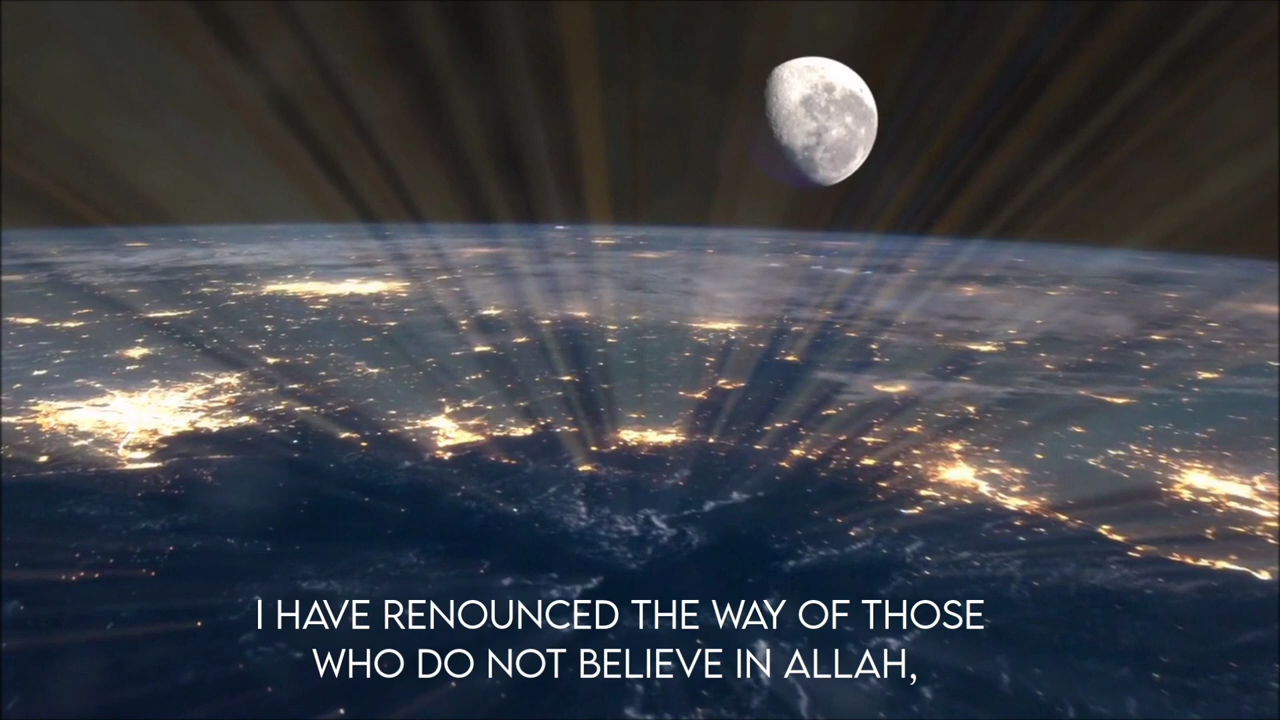 I HAVE RENOUNCED THE WAY OF THOSE
WHO DO NOT BELIEVE IN ALLAH,